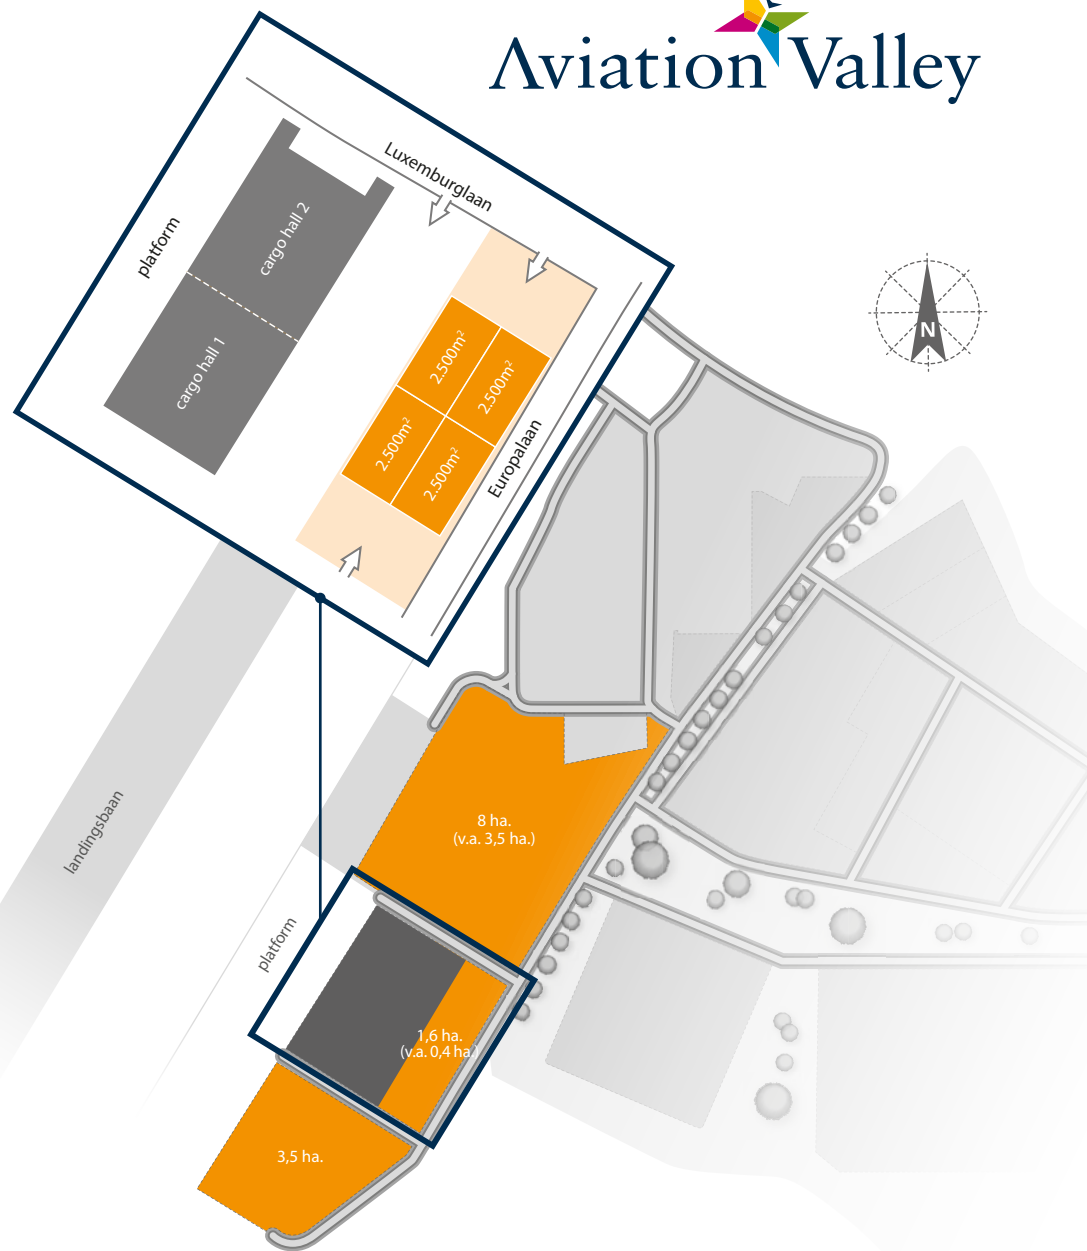 Aviation Valley
Luxemburglaan
platform
cargo hall 2
cargo hall 1
2.500m²
2.500m²
2.500m²
2.500m²
Europalaan
N
landingsbaan
8 ha.
(v.a. 3,5 ha.)
platform
1,6 ha.
(v.a. 0,4 ha.)
3,5 ha.